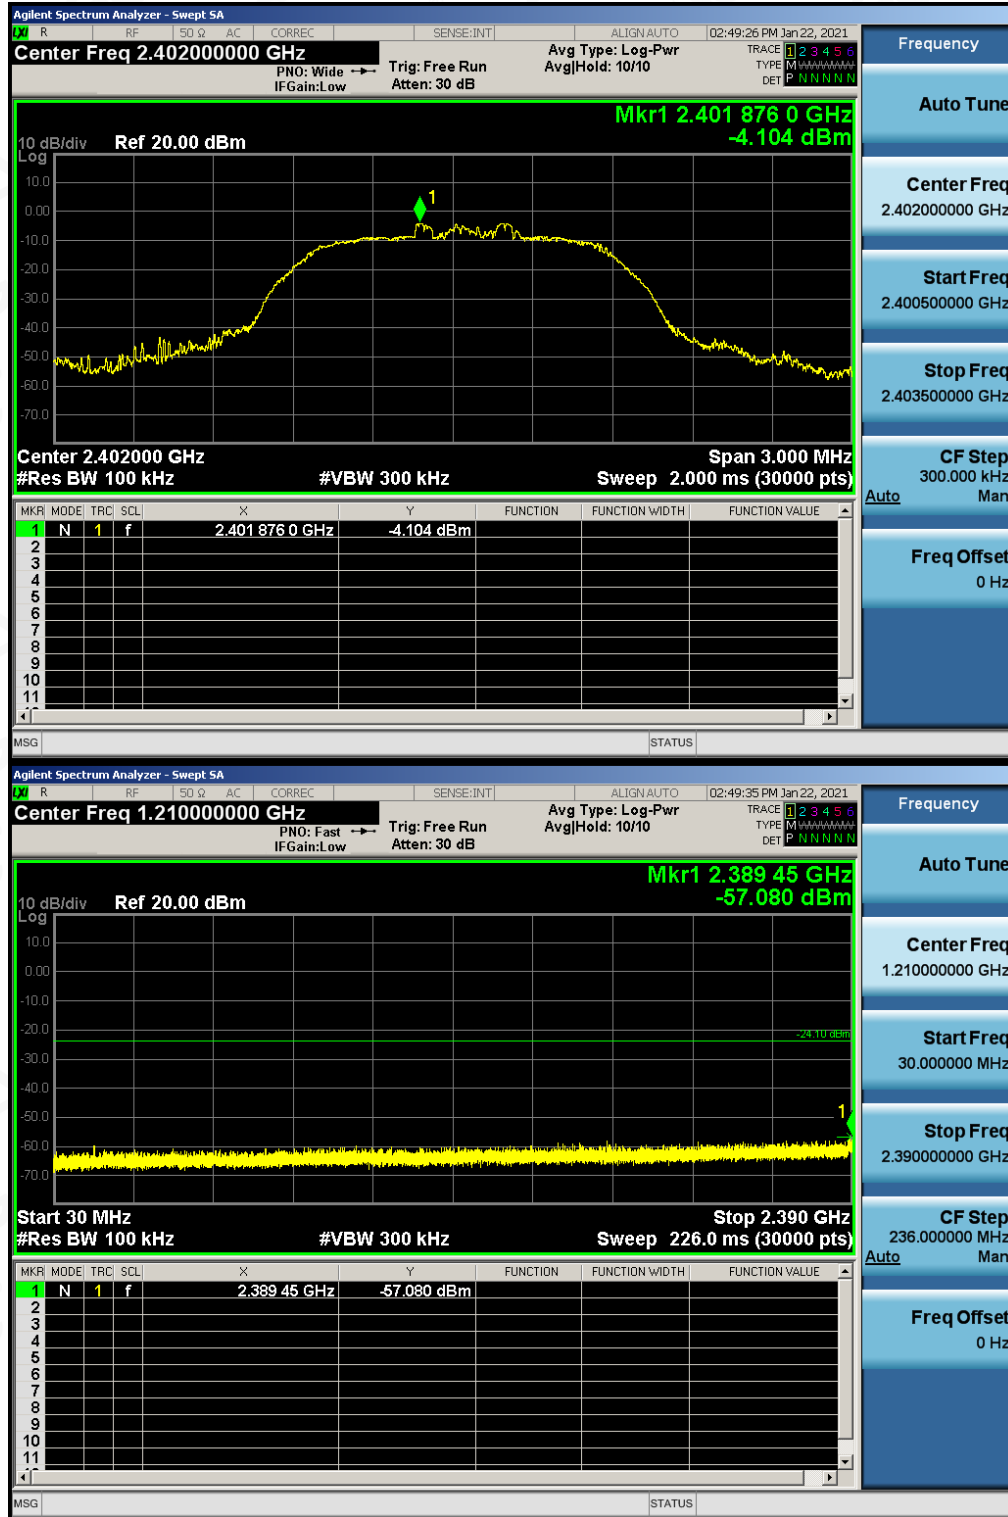 Agilent Spectrum Analyzer - Swept SA
LXI R RF 50 Ω AC CORREC SENSE:INT ALIGN AUTO 02:49:26 PM Jan 22, 2021
Center Freq 2.402000000 GHz
PNO: Wide
IFGain:Low
Trig: Free Run
Atten: 30 dB
Avg Type: Log-Pwr
Avg|Hold: 10/10
TRACE 1 2 3 4 5 6
TYPE M WWWWW
DET P N N N N N
Mkr1 2.401 876 0 GHz
-4.104 dBm
10 dB/div Ref 20.00 dBm
Log
10.0
0.00
-10.0
-20.0
-30.0
-40.0
-50.0
-60.0
-70.0
1
Center 2.402000 GHz Span 3.000 MHz
#Res BW 100 kHz #VBW 300 kHz Sweep 2.000 ms (30000 pts)
MKR MODE TRC SCL X Y FUNCTION FUNCTION WIDTH FUNCTION VALUE
1 N 1 f 2.401 876 0 GHz -4.104 dBm
2
3
4
5
6
7
8
9
10
11
MSG STATUS
Frequency
Auto Tune
Center Freq
2.402000000 GHz
Start Freq
2.400500000 GHz
Stop Freq
2.403500000 GHz
CF Step
300.000 kHz
Auto Man
Freq Offset
0 Hz
Agilent Spectrum Analyzer - Swept SA
LXI R RF 50 Ω AC CORREC SENSE:INT ALIGN AUTO 02:49:35 PM Jan 22, 2021
Center Freq 1.210000000 GHz
PNO: Fast
IFGain:Low
Trig: Free Run
Atten: 30 dB
Avg Type: Log-Pwr
Avg|Hold: 10/10
TRACE 1 2 3 4 5 6
TYPE M WWWWW
DET P N N N N N
Mkr1 2.389 45 GHz
-57.080 dBm
10 dB/div Ref 20.00 dBm
Log
10.0
0.00
-10.0
-20.0
-30.0
-40.0
-50.0
-60.0
-70.0
-24.10 dBm
1
Start 30 MHz Stop 2.390 GHz
#Res BW 100 kHz #VBW 300 kHz Sweep 226.0 ms (30000 pts)
MKR MODE TRC SCL X Y FUNCTION FUNCTION WIDTH FUNCTION VALUE
1 N 1 f 2.389 45 GHz -57.080 dBm
2
3
4
5
6
7
8
9
10
11
MSG STATUS
Frequency
Auto Tune
Center Freq
1.210000000 GHz
Start Freq
30.000000 MHz
Stop Freq
2.390000000 GHz
CF Step
236.000000 MHz
Auto Man
Freq Offset
0 Hz